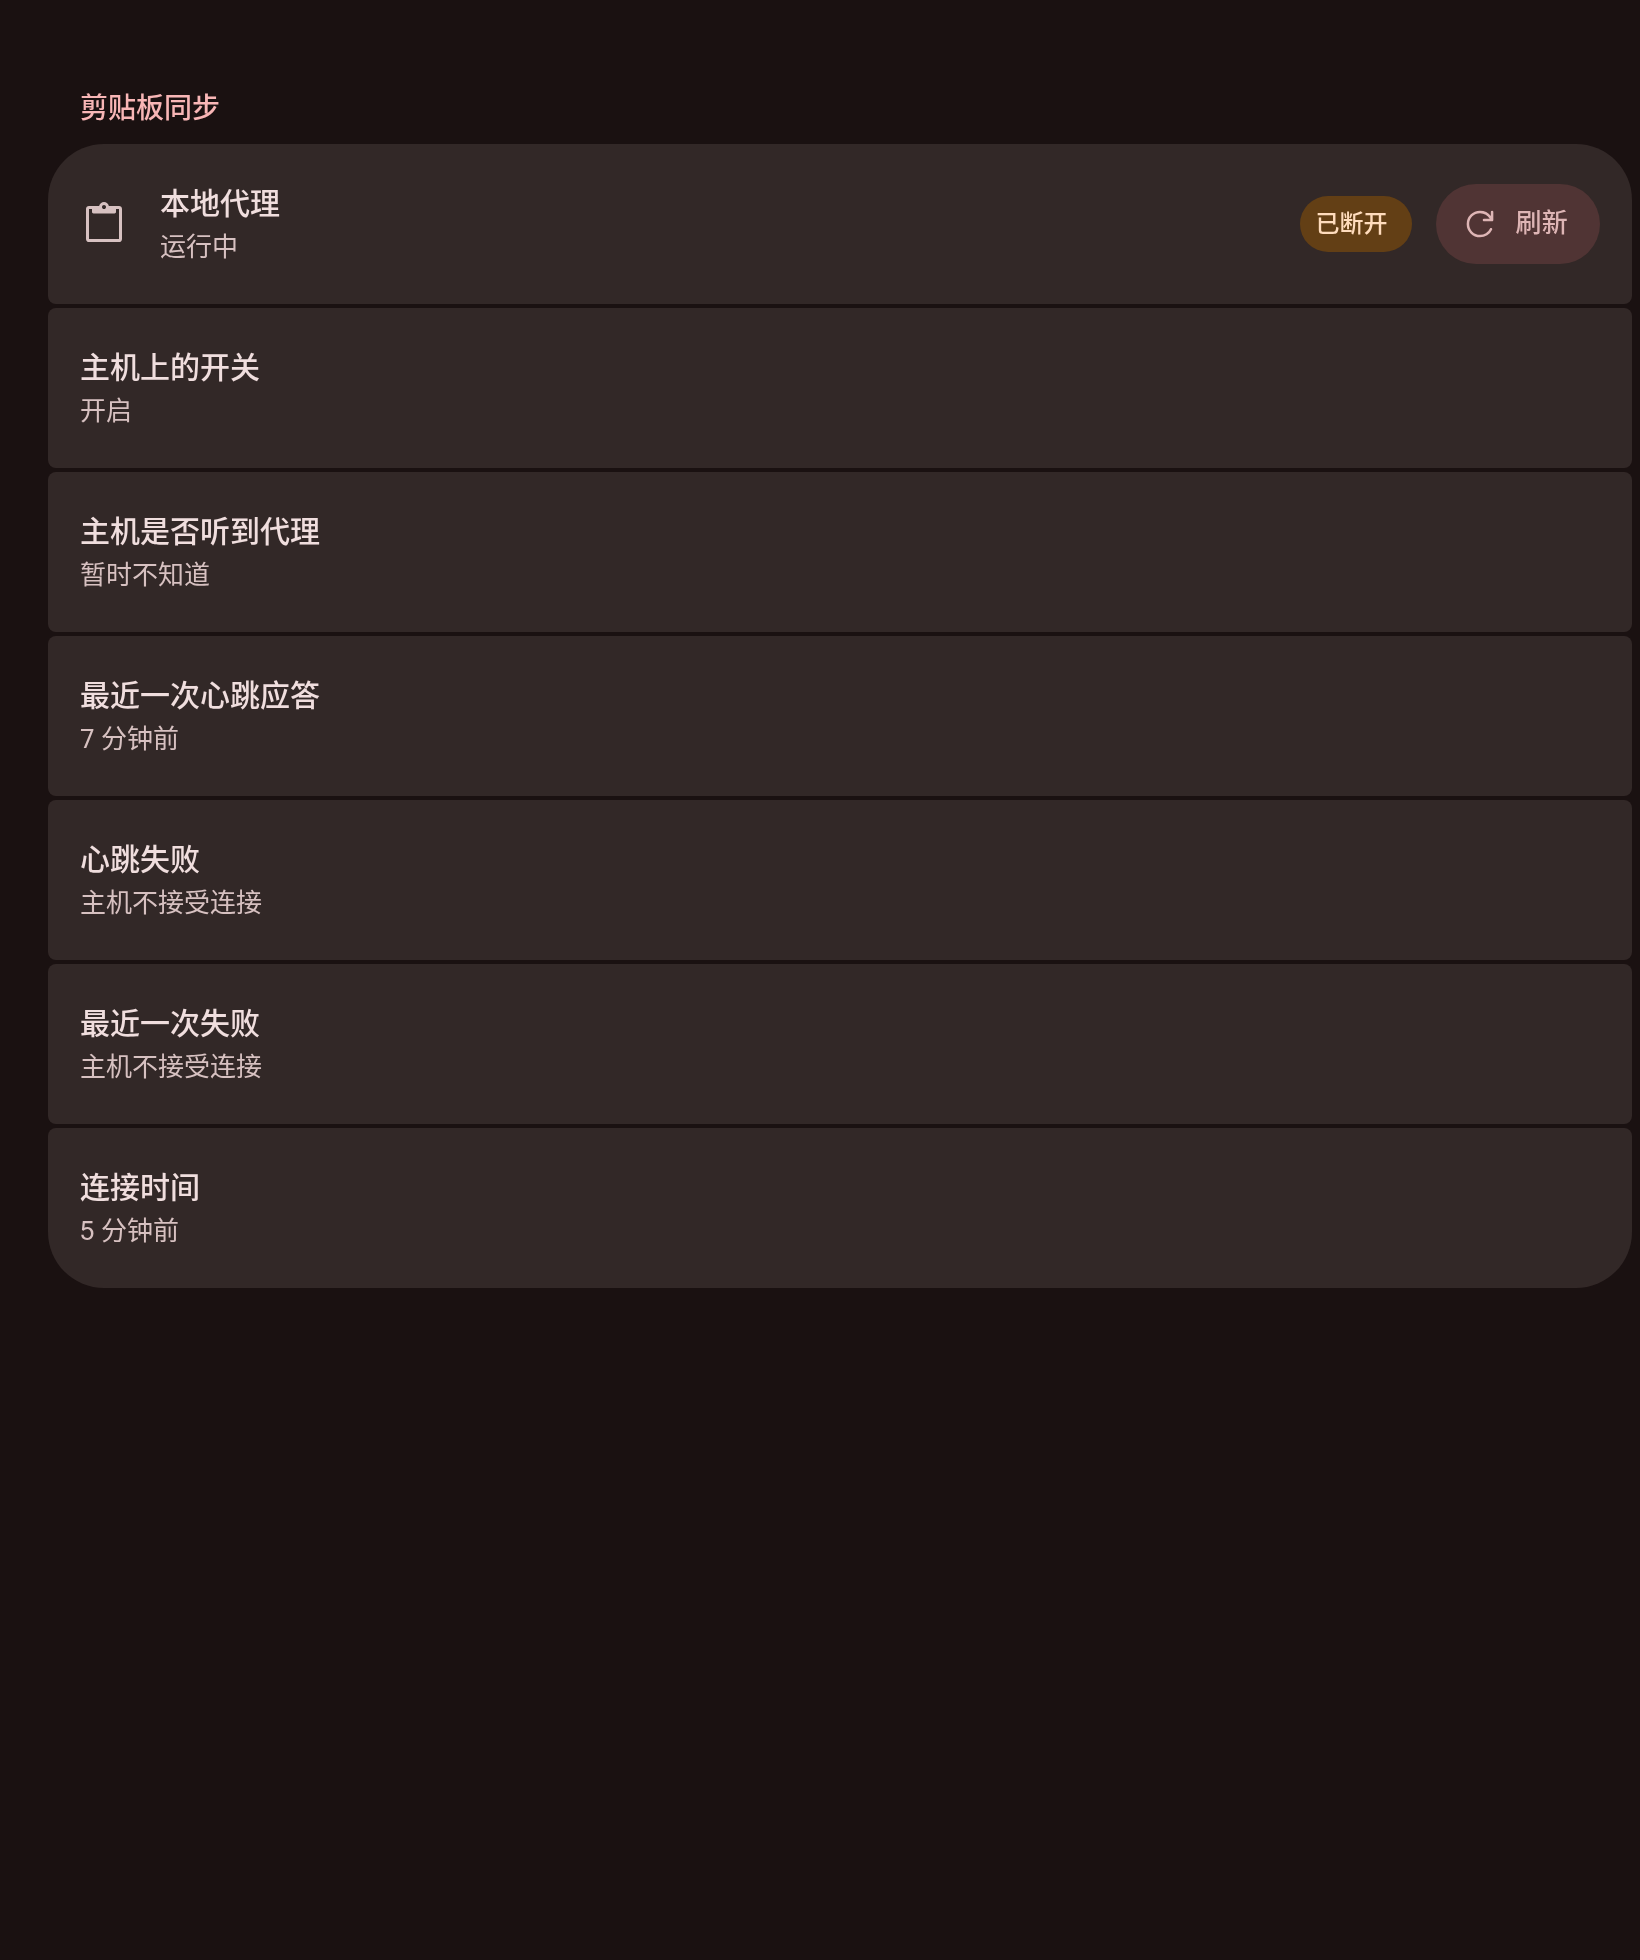 剪贴板同步
本地代理
运行中
已断开
刷新
主机上的开关
开启
主机是否听到代理
暂时不知道
最近一次心跳应答
7 分钟前
心跳失败
主机不接受连接
最近一次失败
主机不接受连接
连接时间
5 分钟前